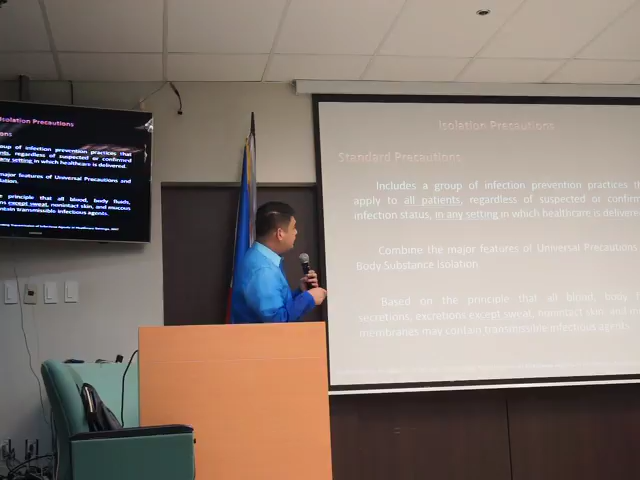 Isolation Precautions
group of infection prevention practices that
regardless of suspected or confirmed
any setting in which healthcare is delivered.
major features of Universal Precautions and
principle that all blood, body fluids,
except sweat, nonintact skin, and mucous
contain transmissible infectious agents.
Isolation Precautions
Standard Precautions
Includes a group of infection prevention practices
apply to all patients, regardless of suspected or
infection status, in any setting in which healthcare is
Combine the major features of Universal Precautions
Body Substance Isolation
Based on the principle that all blood, body
secretions, excretions except sweat, nonintact skin and
membranes may contain transmissible infectious agents